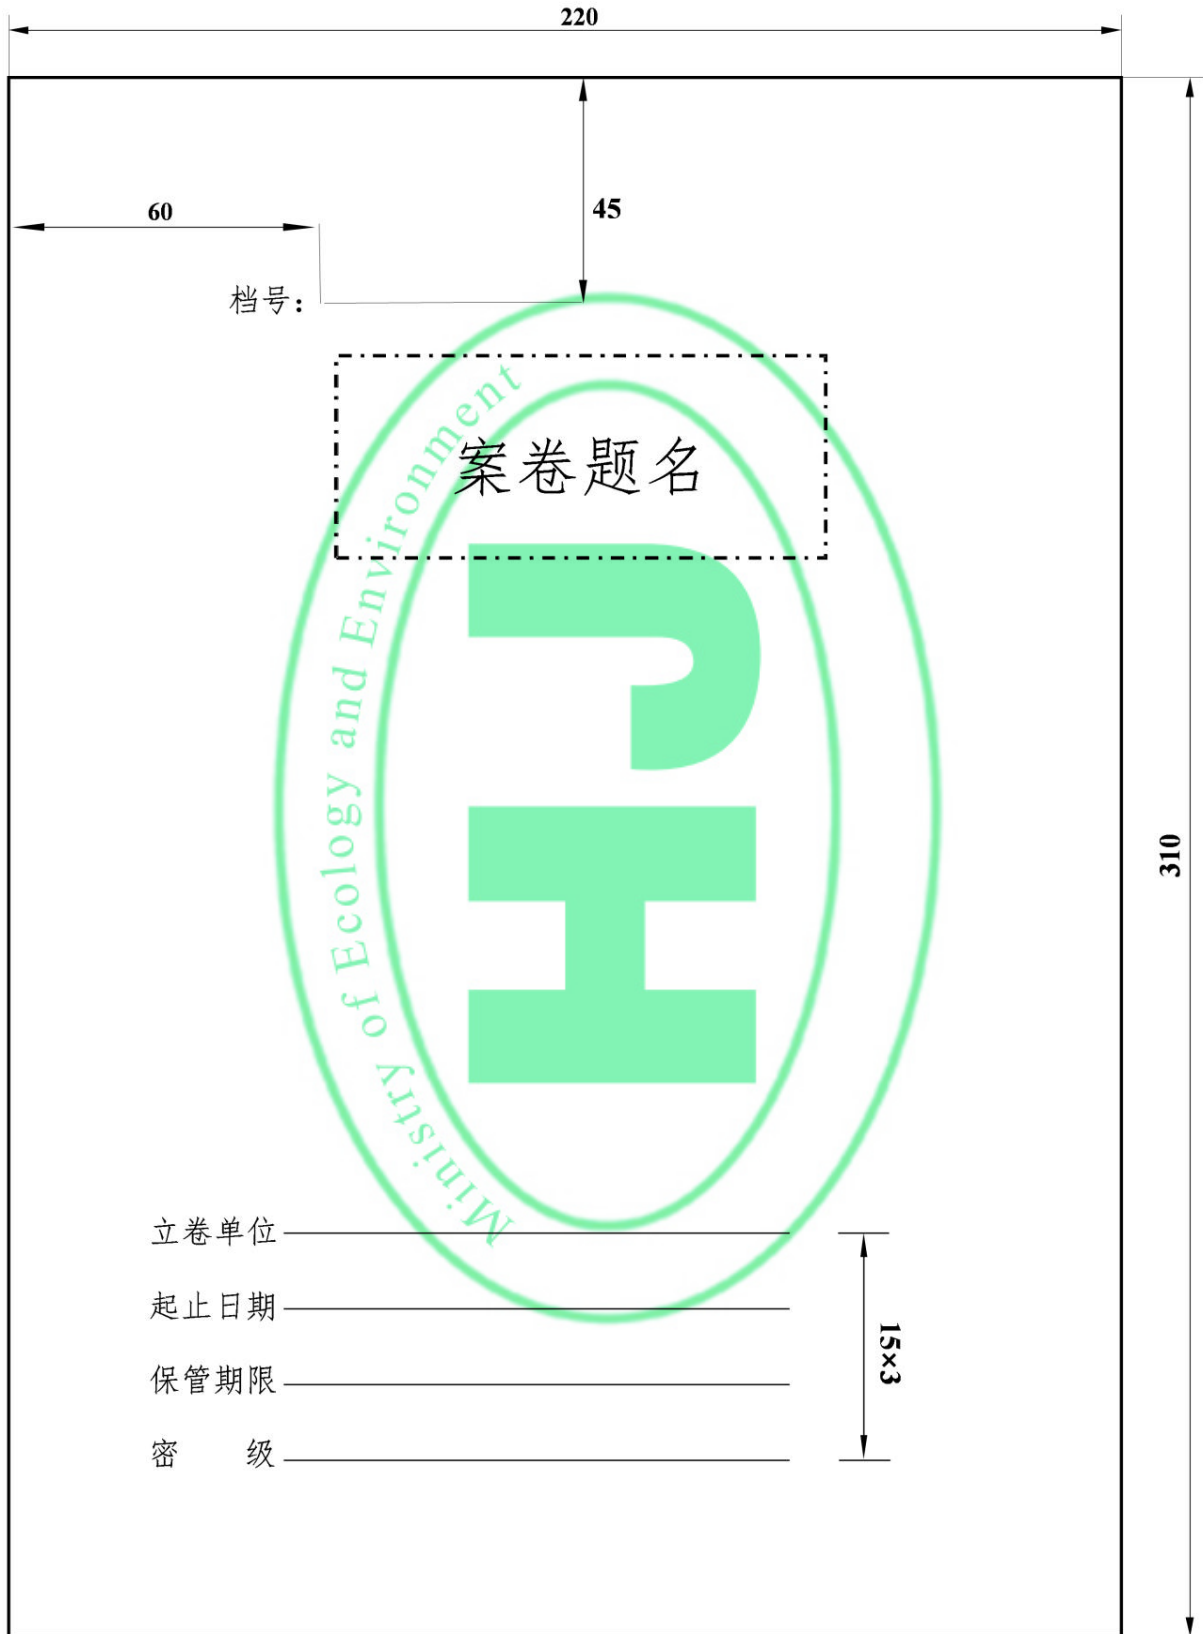 220
60
45
档号：
案卷题名
Ministry of Ecology and Environment
HJ
310
立卷单位
起止日期
保管期限
密 级
15×3